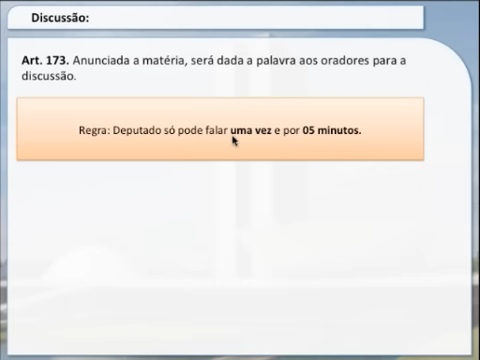 Discussão:
Art. 173. Anunciada a matéria, será dada a palavra aos oradores para a
discussão.
Regra: Deputado só pode falar uma vez e por 05 minutos.